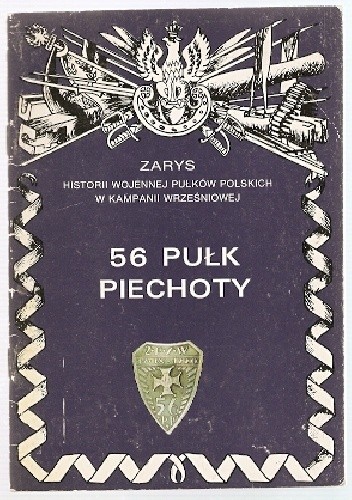 ZARYS
HISTORII WOJENNEJ PUŁKÓW POLSKICH
W KAMPANII WRZEŚNIOWEJ
56 PUŁK
PIECHOTY